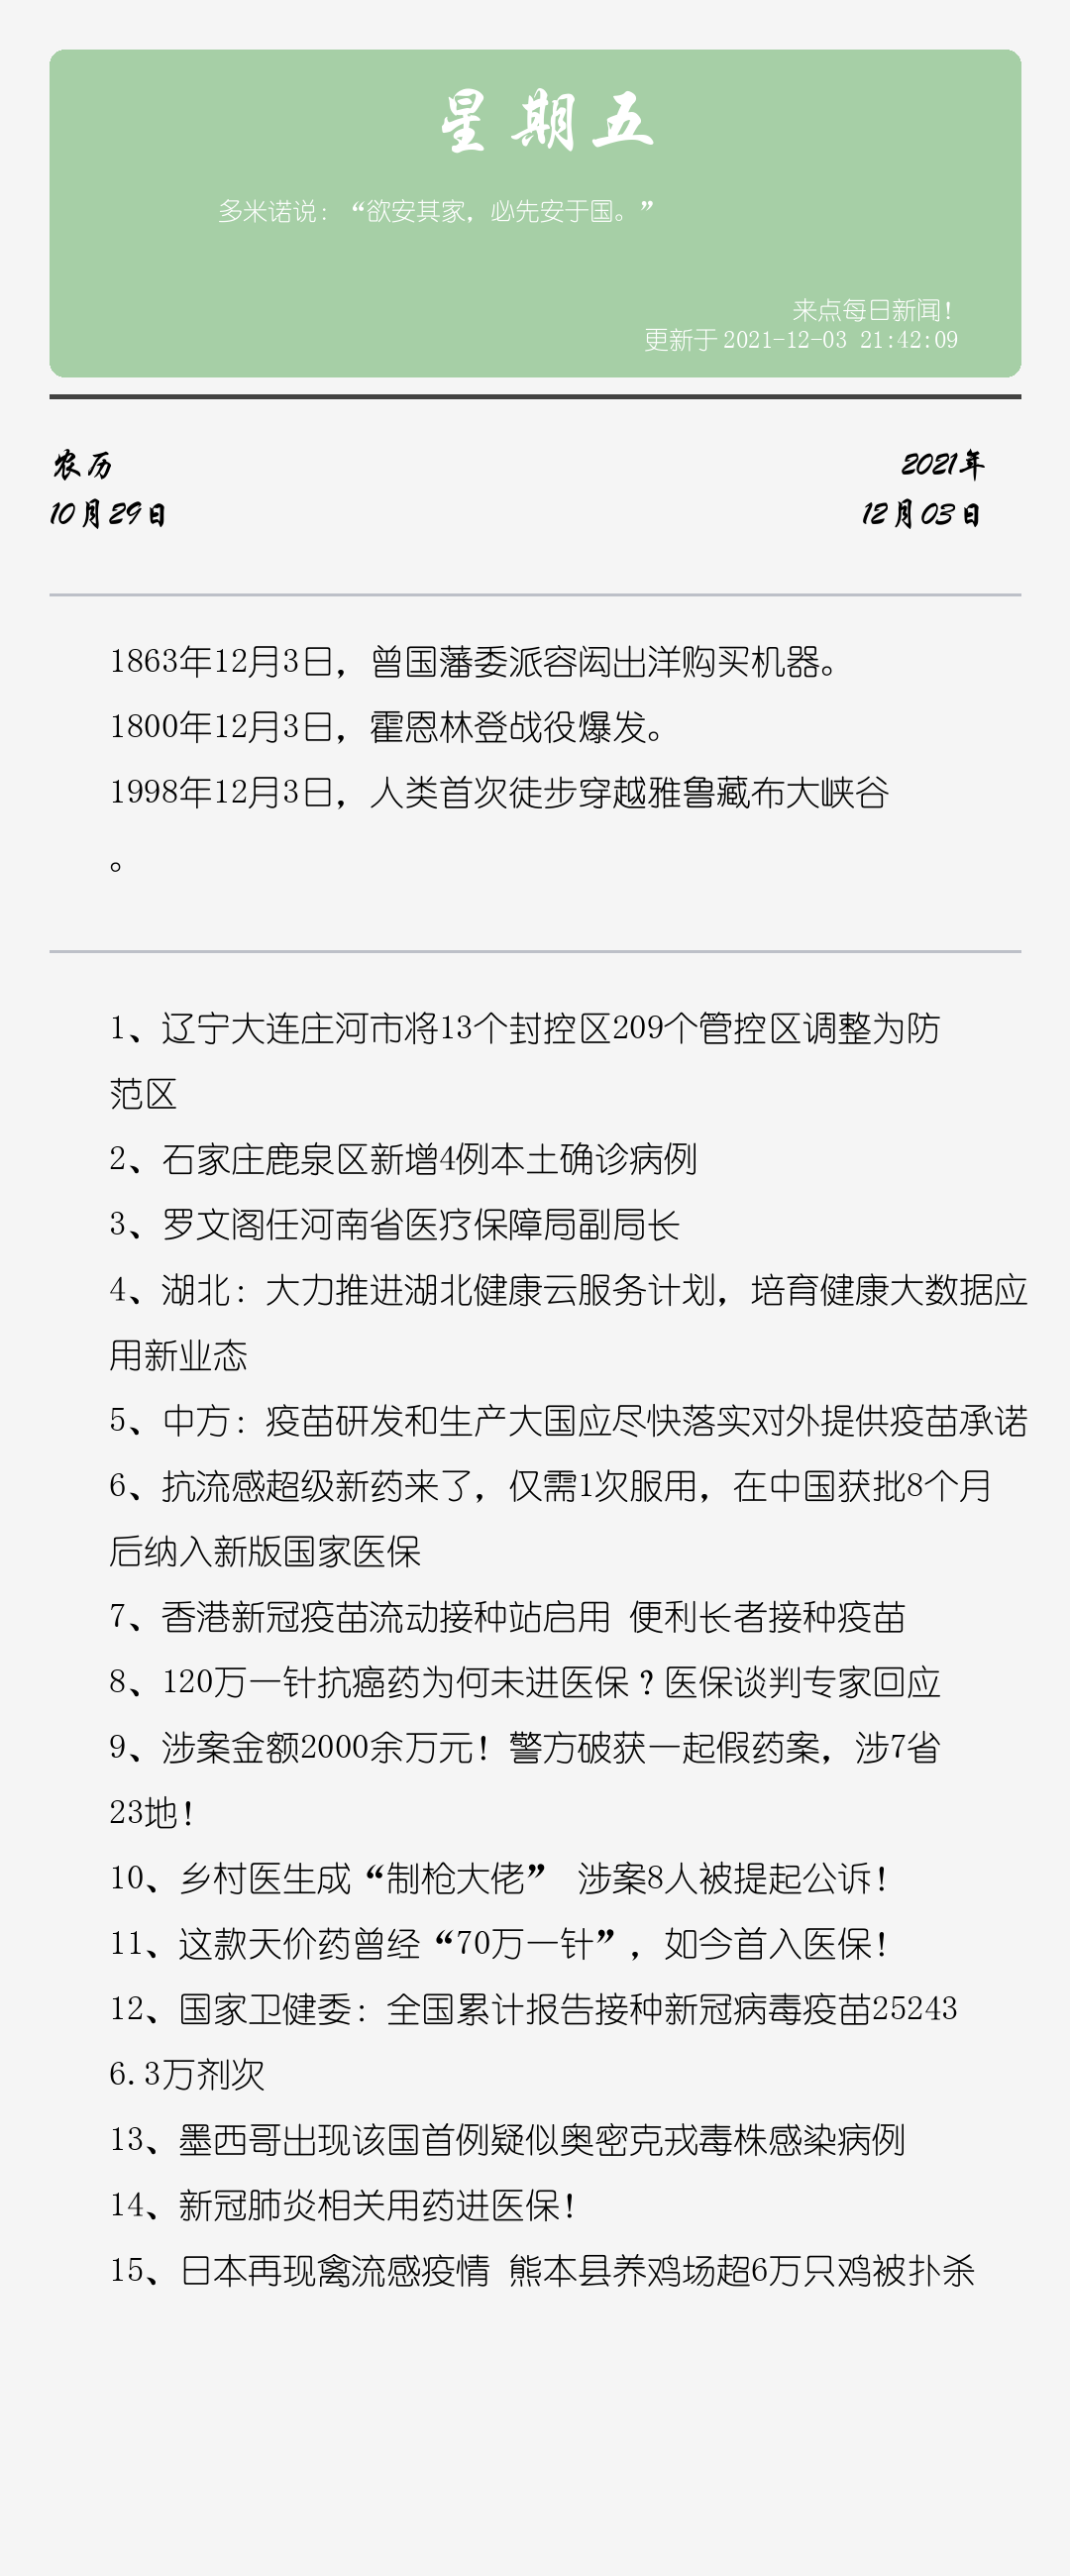 星期五
多米诺说：“欲安其家，必先安于国。”
来点每日新闻！
更新于 2021-12-03 21:42:09
农历
2021年
10月29日
12月03日
1863年12月3日，曾国藩委派容闳出洋购买机器。
1800年12月3日，霍恩林登战役爆发。
1998年12月3日，人类首次徒步穿越雅鲁藏布大峡谷
。
1、辽宁大连庄河市将13个封控区209个管控区调整为防
范区
2、石家庄鹿泉区新增4例本土确诊病例
3、罗文阁任河南省医疗保障局副局长
4、湖北：大力推进湖北健康云服务计划，培育健康大数据应
用新业态
5、中方：疫苗研发和生产大国应尽快落实对外提供疫苗承诺
6、抗流感超级新药来了，仅需1次服用，在中国获批8个月
后纳入新版国家医保
7、香港新冠疫苗流动接种站启用 便利长者接种疫苗
8、120万一针抗癌药为何未进医保？医保谈判专家回应
9、涉案金额2000余万元！警方破获一起假药案，涉7省
23地！
10、乡村医生成“制枪大佬” 涉案8人被提起公诉！
11、这款天价药曾经“70万一针”，如今首入医保！
12、国家卫健委：全国累计报告接种新冠病毒疫苗25243
6.3万剂次
13、墨西哥出现该国首例疑似奥密克戎毒株感染病例
14、新冠肺炎相关用药进医保！
15、日本再现禽流感疫情 熊本县养鸡场超6万只鸡被扑杀